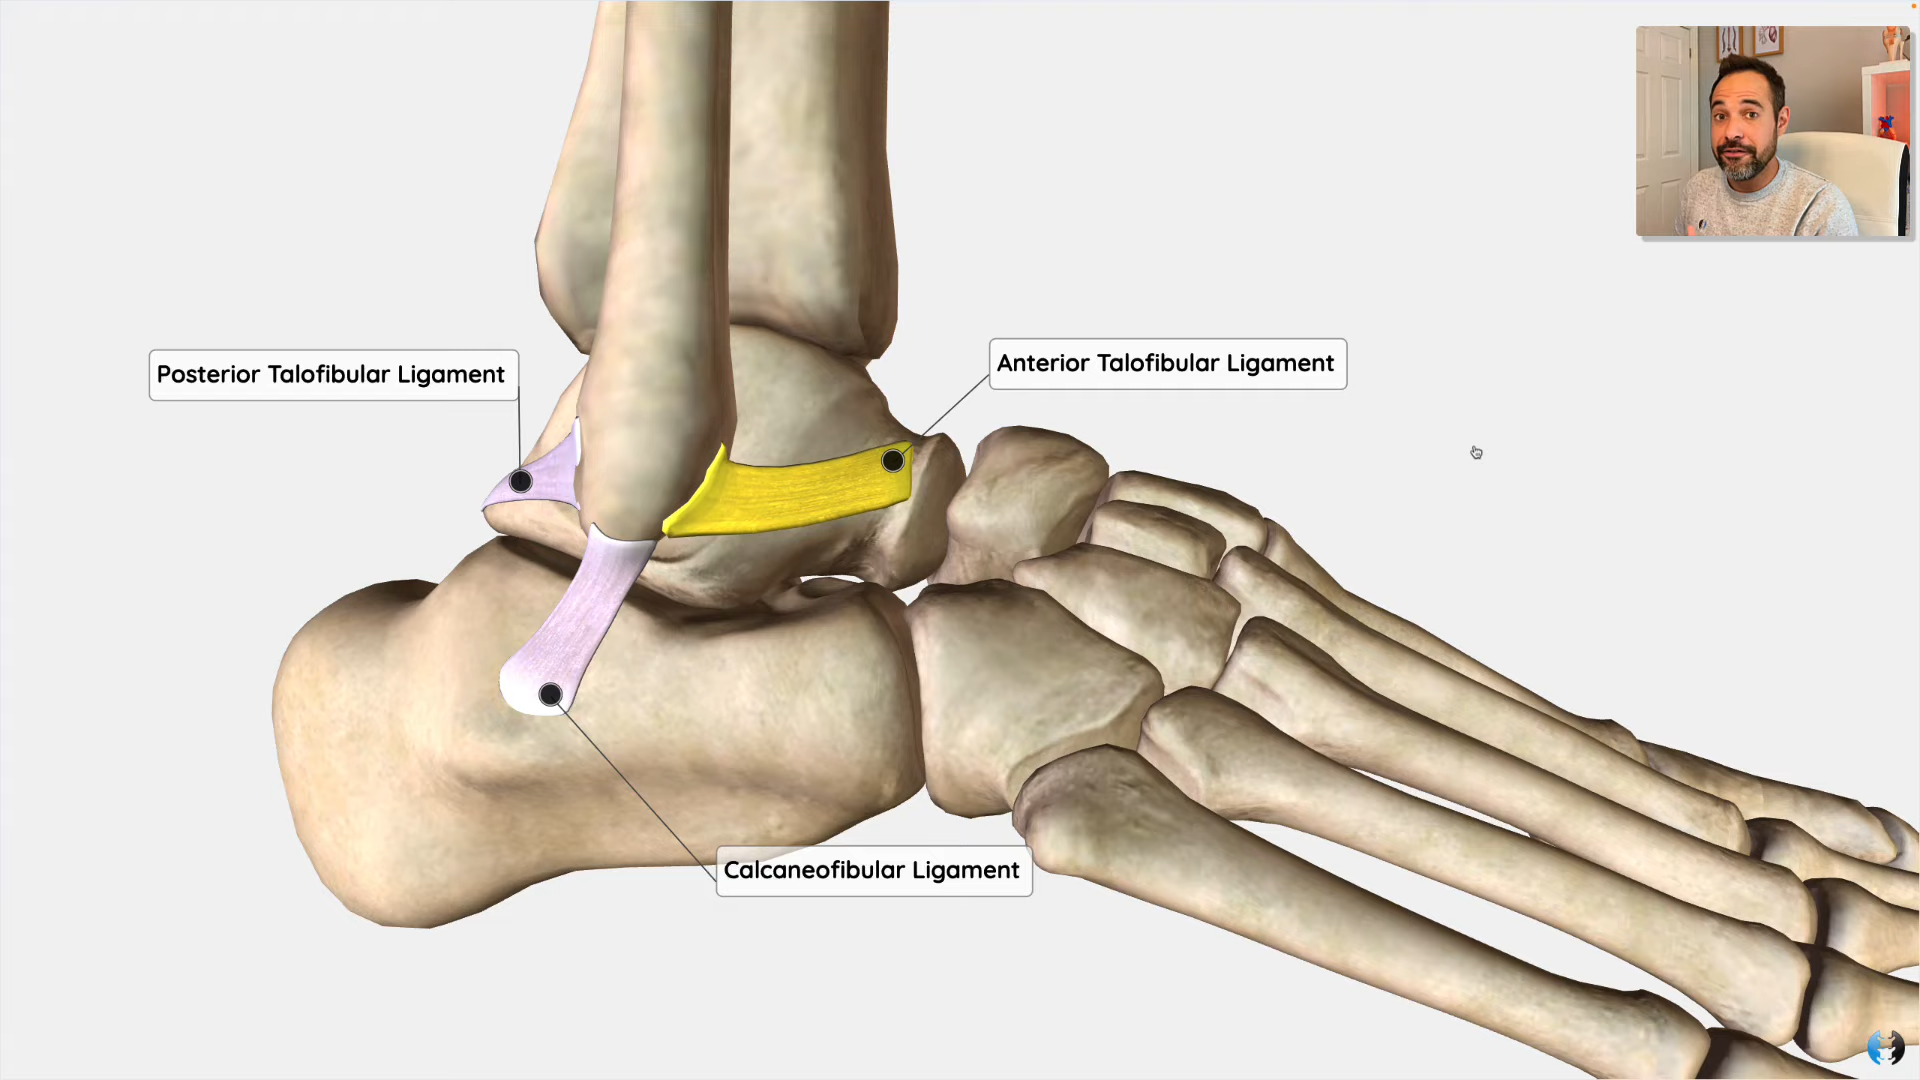 Anterior Talofibular Ligament
Posterior Talofibular Ligament
Calcaneofibular Ligament